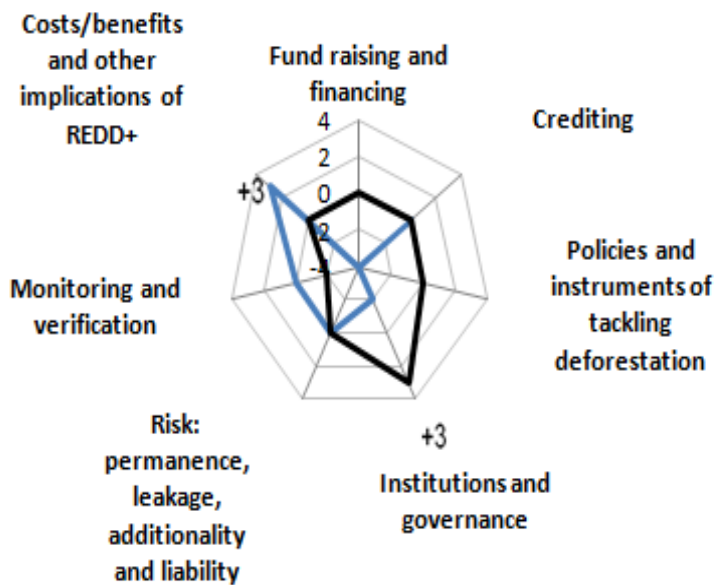 Costs/benefits
and other
implications of
REDD+
Fund raising and
financing
Crediting
4
2
0
2
-4
+3
Policies and
instruments of
tackling
deforestation
Monitoring and
verification
+3
Risk:
permanence,
leakage,
additionality
and liability
Institutions and
governance